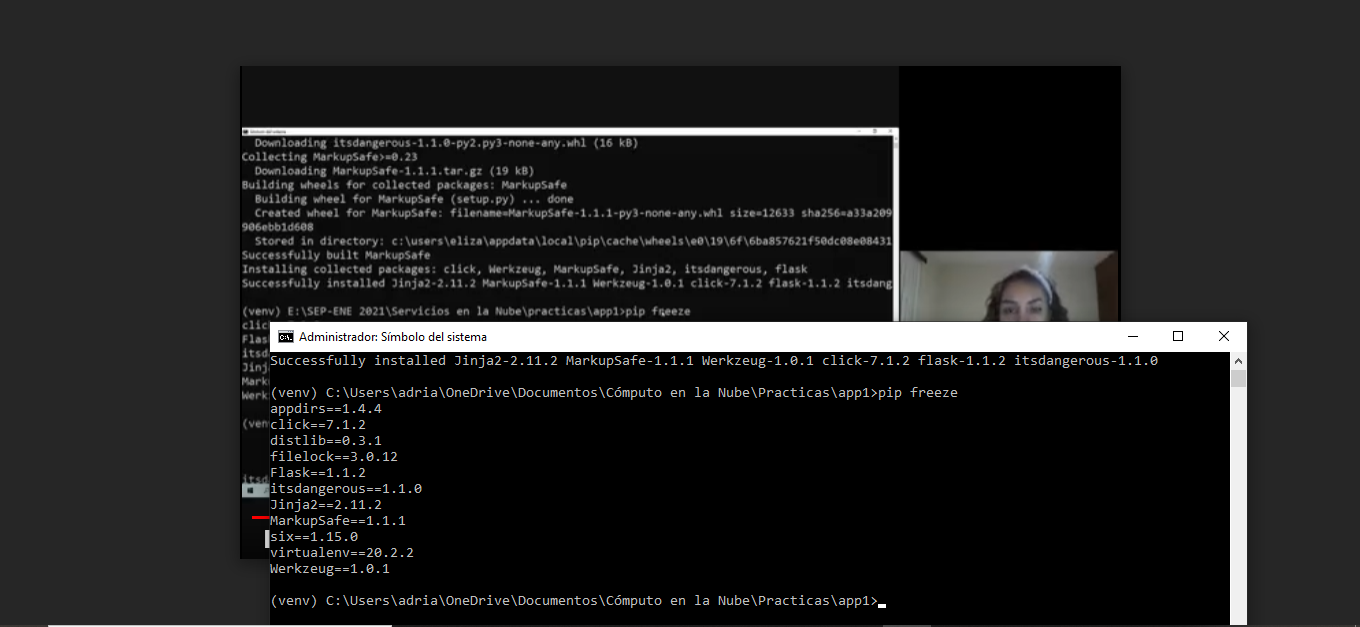 Downloading itsdangerous-1.1.0-py2.py3-none-any.whl (16 kB)
Collecting MarkupSafe>=0.23
Downloading MarkupSafe-1.1.1.tar.gz (19 kB)
Building wheels for collected packages: MarkupSafe
Building wheel for MarkupSafe (setup.py) ... done
Created wheel for MarkupSafe: filename=MarkupSafe-1.1.1-py3-none-any.whl size=12633 sha256=a33a209
906ebb1d608
Stored in directory: c:\users\eliza\appdata\local\pip\cache\wheels\e0\19\6f\6ba857621f50dc08e08431
Successfully built MarkupSafe
Installing collected packages: click, Werkzeug, MarkupSafe, Jinja2, itsdangerous, flask
Successfully installed Jinja2-2.11.2 MarkupSafe-1.1.1 Werkzeug-1.0.1 click-7.1.2 flask-1.1.2 itsdang
(venv) E:\SEP-ENE 2021\Servicios en la Nube\practicas\app1>pip freeze
clic
Flas
itsd
Jinj
Mark
Werk
(ven
itsd
Administrador: Símbolo del sistema
Successfully installed Jinja2-2.11.2 MarkupSafe-1.1.1 Werkzeug-1.0.1 click-7.1.2 flask-1.1.2 itsdangerous-1.1.0
(venv) C:\Users\adria\OneDrive\Documentos\Cómputo en la Nube\Practicas\app1>pip freeze
appdirs==1.4.4
click==7.1.2
distlib==0.3.1
filelock==3.0.12
Flask==1.1.2
itsdangerous==1.1.0
Jinja2==2.11.2
MarkupSafe==1.1.1
six==1.15.0
virtualenv==20.2.2
Werkzeug==1.0.1
(venv) C:\Users\adria\OneDrive\Documentos\Cómputo en la Nube\Practicas\app1>